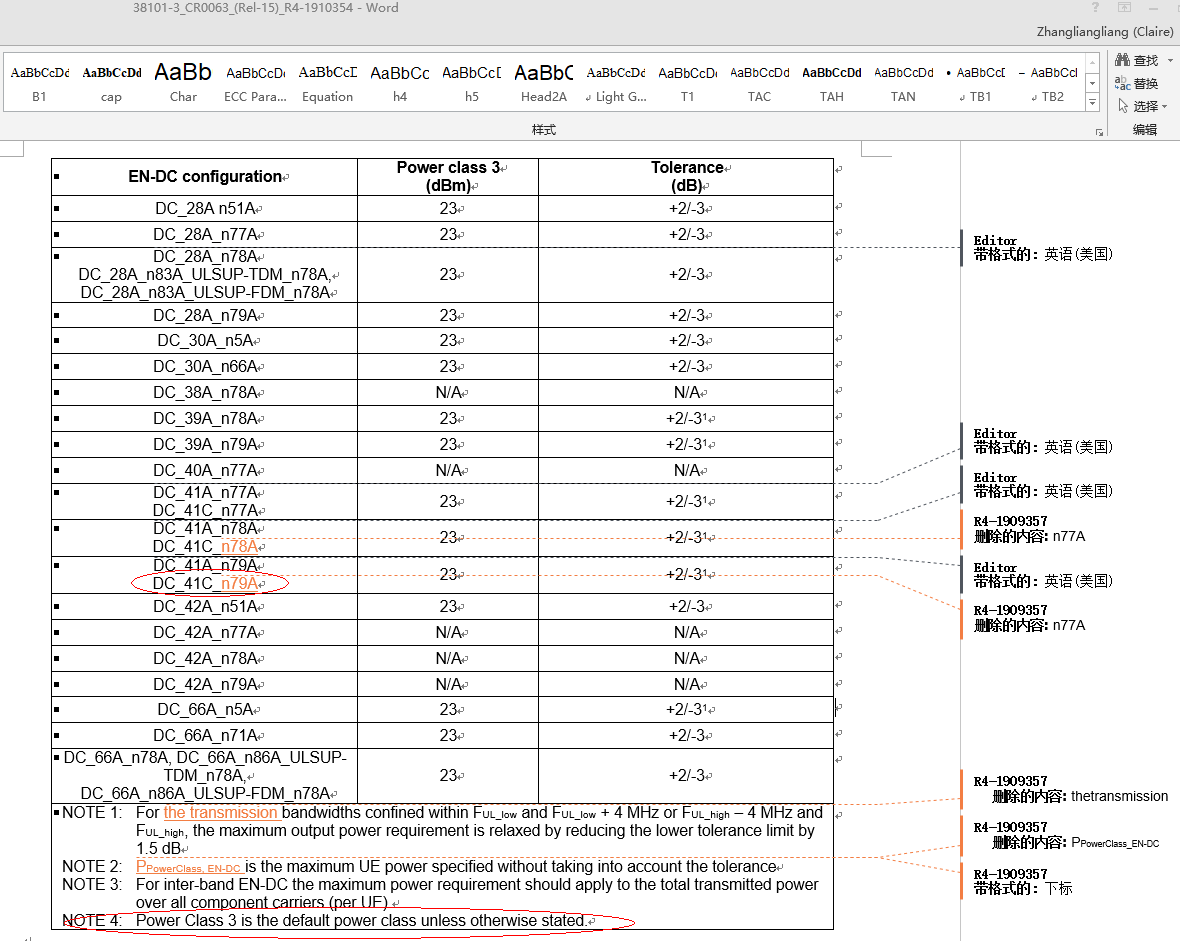 38101-3_CR0063_(Rel-15)_R4-1910354 - Word
?
Zhangliangliang (Claire)
AaBbCcDd AaBbCcDd AaBb AaBbCcDc AaBbCcD AaBbCc AaBbCcD AaBbC AaBbCcDd AaBbCcDc AaBbCcDd AaBbCcDd AaBbCcDd • AaBbCcD – AaBbCcl
B1 cap Char ECC Para... Equation h4 h5 Head2A Light G... T1 TAC TAH TAN TB1 TB2
查找
替换
选择
样式
编辑
EN-DC configuration Power class 3 (dBm) Tolerance (dB)
DC_28A n51A 23 +2/-3
DC_28A_n77A 23 +2/-3
DC_28A_n78A
DC_28A_n83A_ULSUP-TDM_n78A, 23 +2/-3
DC_28A_n83A_ULSUP-FDM_n78A
DC_28A_n79A 23 +2/-3
DC_30A_n5A 23 +2/-3
DC_30A_n66A 23 +2/-3
DC_38A_n78A N/A N/A
DC_39A_n78A 23 +2/-3¹
DC_39A_n79A 23 +2/-3¹
DC_40A_n77A N/A N/A
DC_41A_n77A
DC_41C_n77A 23 +2/-3¹
DC_41A_n78A
DC_41C_n78A 23 +2/-3¹
DC_41A_n79A
DC_41C_n79A 23 +2/-3¹
DC_42A_n51A 23 +2/-3
DC_42A_n77A N/A N/A
DC_42A_n78A N/A N/A
DC_42A_n79A N/A N/A
DC_66A_n5A 23 +2/-3¹
DC_66A_n71A 23 +2/-3
DC_66A_n78A, DC_66A_n86A_ULSUP-
TDM_n78A, 23 +2/-3
DC_66A_n86A_ULSUP-FDM_n78A
NOTE 1: For the transmission bandwidths confined within FUL_low and FUL_low + 4 MHz or FUL_high – 4 MHz and
FUL_high, the maximum output power requirement is relaxed by reducing the lower tolerance limit by
1.5 dB
NOTE 2: PPowerClass, EN-DC is the maximum UE power specified without taking into account the tolerance
NOTE 3: For inter-band EN-DC the maximum power requirement should apply to the total transmitted power
over all component carriers (per UE)
NOTE 4: Power Class 3 is the default power class unless otherwise stated.
Editor
带格式的: 英语(美国)
Editor
带格式的: 英语(美国)
Editor
带格式的: 英语(美国)
R4-1909357
删除的内容: n77A
Editor
带格式的: 英语(美国)
R4-1909357
删除的内容: n77A
R4-1909357
删除的内容: thetransmission
R4-1909357
删除的内容: PPowerClass_EN-DC
R4-1909357
带格式的: 下标